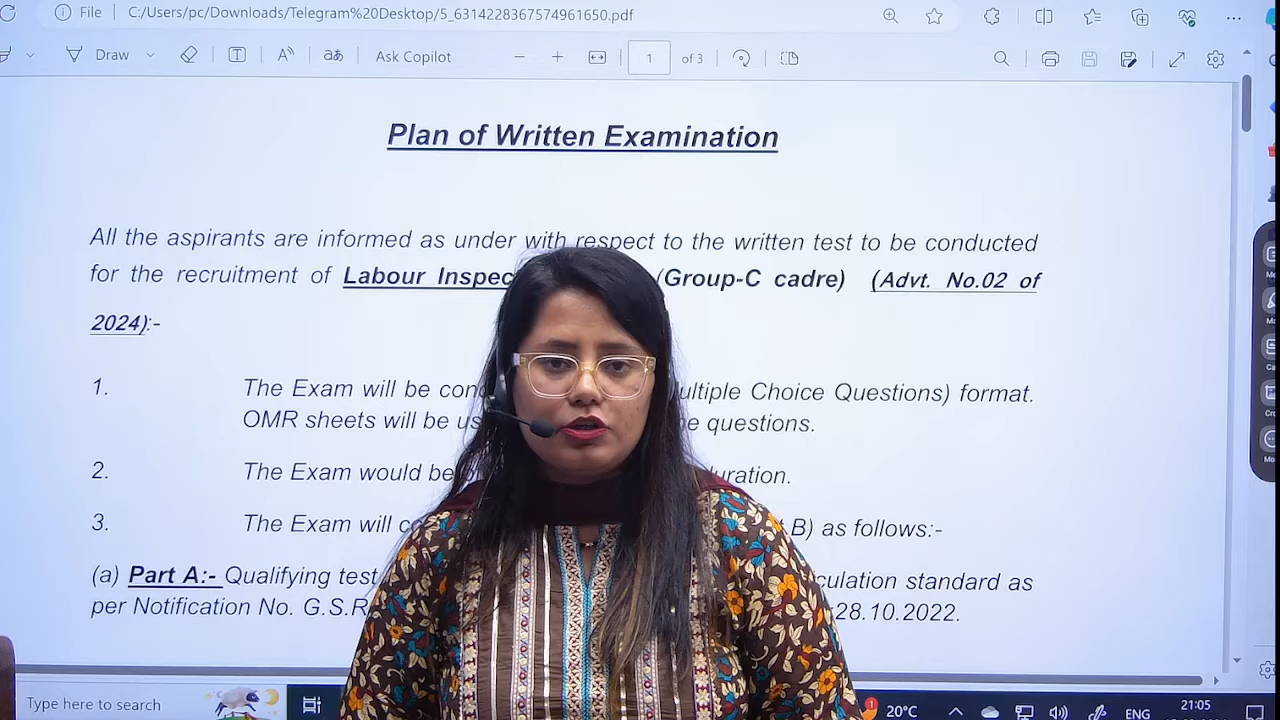 File C:/Users/pc/Downloads/Telegram%20Desktop/5_6314228367574961650.pdf
Draw Ask Copilot 1 of 3
Plan of Written Examination
All the aspirants are informed as under with respect to the written test to be conducted
for the recruitment of Labour Inspec (Group-C cadre) (Advt. No.02 of
2024):-
1. The Exam will be con ultiple Choice Questions) format.
OMR sheets will be us e questions.
2. The Exam would be uration.
3. The Exam will c B) as follows:-
(a) Part A:- Qualifying test culation standard as
per Notification No. G.S.R 28.10.2022.
Type here to search 1 20°C ENG 21:05